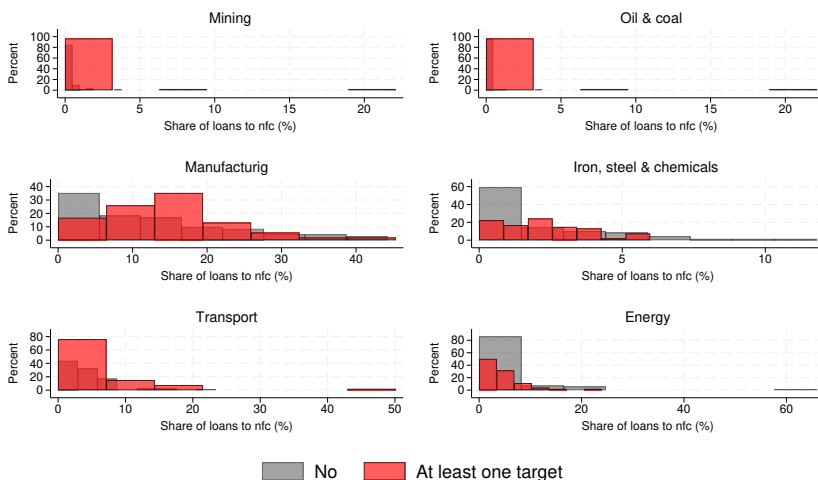 Mining
Percent
100
80
60
40
20
0
0 5 10 15 20
Share of loans to nfc (%)
Oil & coal
Percent
100
80
60
40
20
0
0 5 10 15 20
Share of loans to nfc (%)
Manufacturig
Percent
40
30
20
10
0
0 10 20 30 40
Share of loans to nfc (%)
Iron, steel & chemicals
Percent
60
40
20
0
0 5 10
Share of loans to nfc (%)
Transport
Percent
80
60
40
20
0
0 10 20 30 40 50
Share of loans to nfc (%)
Energy
Percent
80
60
40
20
0
0 20 40 60
Share of loans to nfc (%)
No At least one target